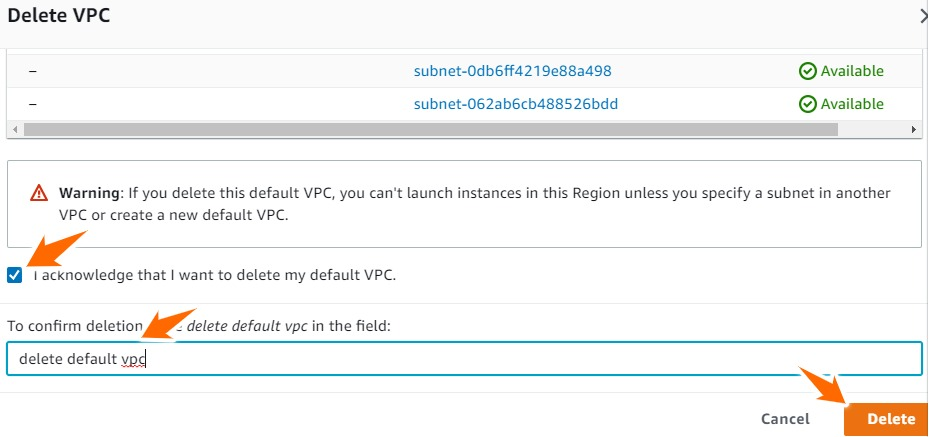 Delete VPC
– subnet-0db6ff4219e88a498 Available
– subnet-062ab6cb488526bdd Available
Warning: If you delete this default VPC, you can't launch instances in this Region unless you specify a subnet in another
VPC or create a new default VPC.
I acknowledge that I want to delete my default VPC.
To confirm deletion delete default vpc in the field:
delete default vpc
Cancel Delete